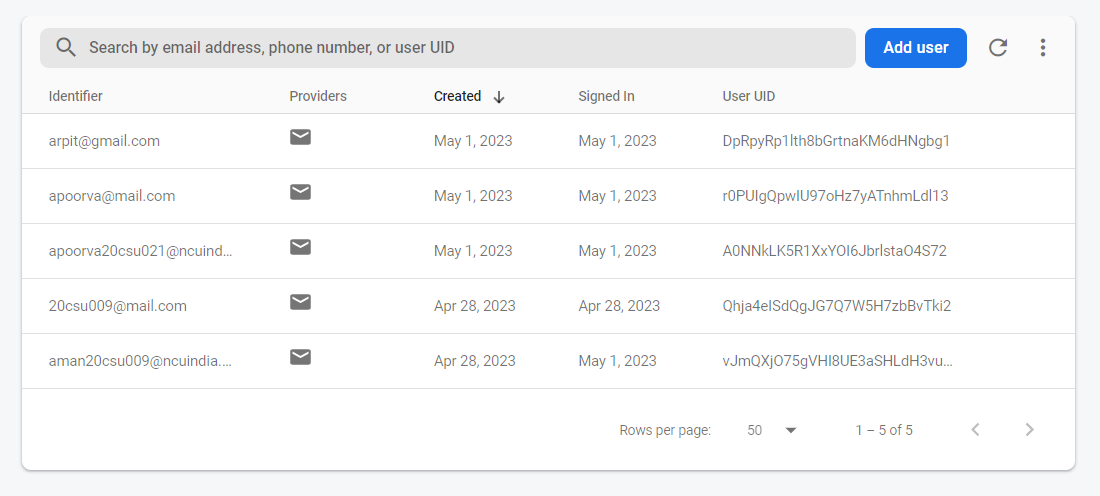 Search by email address, phone number, or user UID Add user
Identifier Providers Created Signed In User UID
arpit@gmail.com May 1, 2023 May 1, 2023 DpRpyRp1lth8bGrtnaKM6dHNgbg1
apoorva@mail.com May 1, 2023 May 1, 2023 r0PUIgQpwIU97oHz7yATnhmLdl13
apoorva20csu021@ncuind... May 1, 2023 May 1, 2023 A0NNkLK5R1XxYOI6JbrlstaO4S72
20csu009@mail.com Apr 28, 2023 Apr 28, 2023 Qhja4eISdQgJG7Q7W5H7zbBvTki2
aman20csu009@ncuindia.... Apr 28, 2023 May 1, 2023 vJmQXjO75gVHI8UE3aSHLdH3vu...
Rows per page: 50 1 – 5 of 5